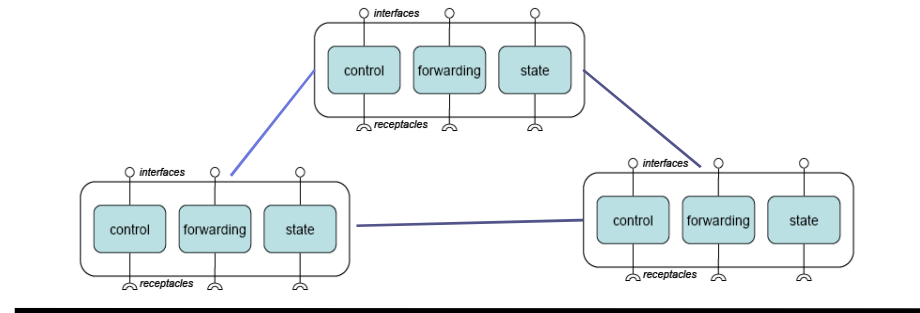 interfaces
control forwarding state
receptacles
interfaces
control forwarding state
receptacles
interfaces
control forwarding state
receptacles